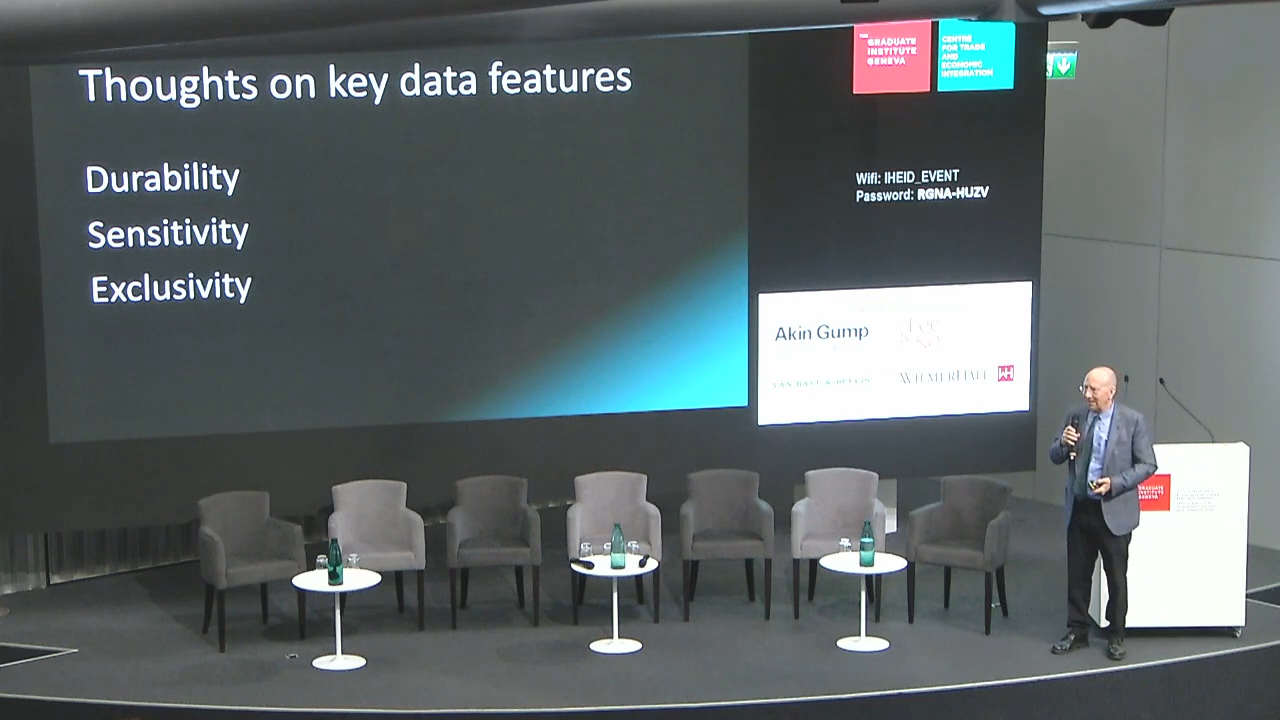 Thoughts on key data features
Durability
Sensitivity
Exclusivity
THE
GRADUATE
INSTITUTE
GENEVA
CENTRE
FOR TRADE
AND
ECONOMIC
INTEGRATION
Wifi: IHEID_EVENT
Password: RGNA-HUZV
Akin Gump
WILMERHALE WH
GRADUATE
INSTITUTE
GENEVA